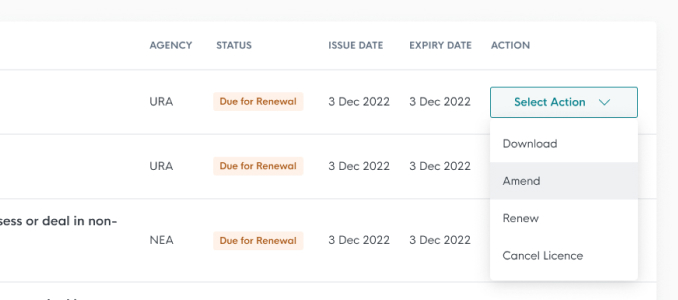 AGENCY STATUS ISSUE DATE EXPIRY DATE ACTION
URA Due for Renewal 3 Dec 2022 3 Dec 2022 Select Action
Download
URA Due for Renewal 3 Dec 2022 3 Dec 2022
Amend
sess or deal in non-
Renew
NEA Due for Renewal 3 Dec 2022 3 Dec 2022
Cancel Licence